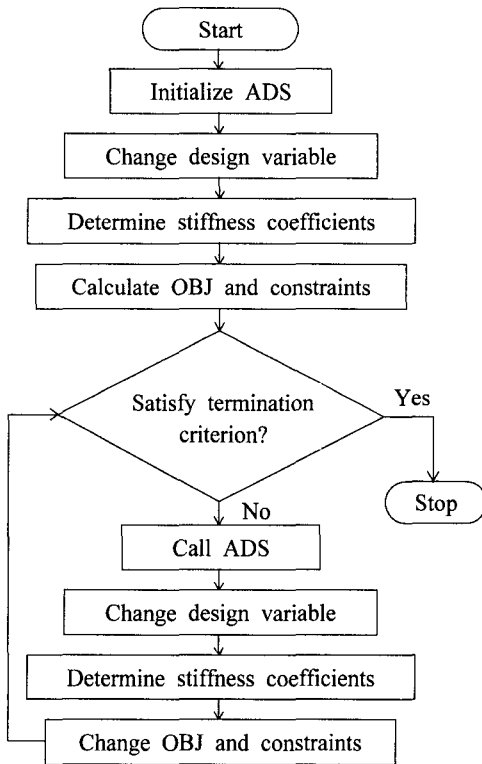 Start
Initialize ADS
Change design variable
Determine stiffness coefficients
Calculate OBJ and constraints
Satisfy termination
criterion?
Yes
Stop
No
Call ADS
Change design variable
Determine stiffness coefficients
Change OBJ and constraints